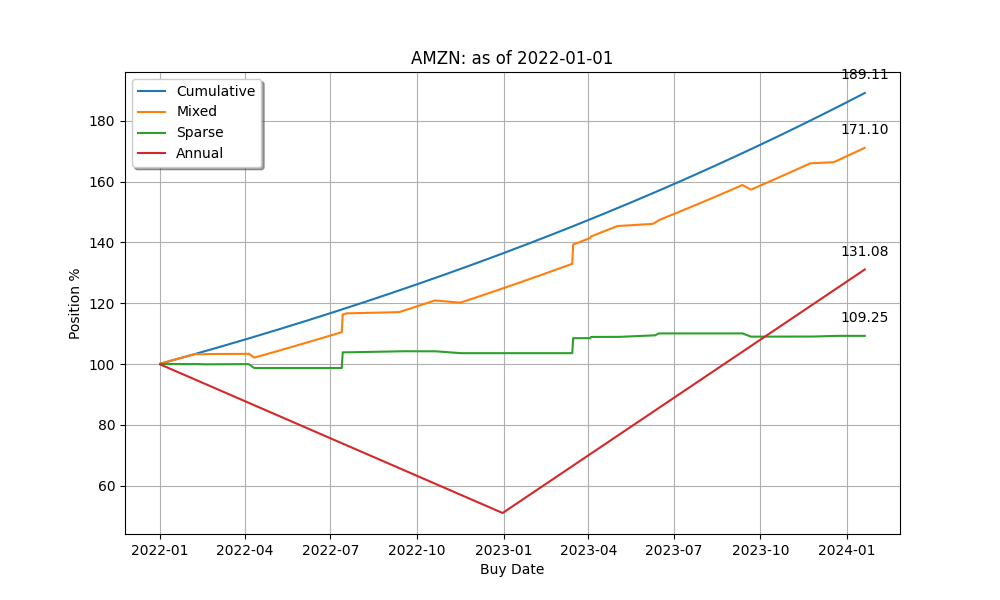 AMZN: as of 2022-01-01
Cumulative
Mixed
Sparse
Annual
189.11
171.10
131.08
109.25
180
160
140
120
100
80
60
Position %
2022-01 2022-04 2022-07 2022-10 2023-01 2023-04 2023-07 2023-10 2024-01
Buy Date